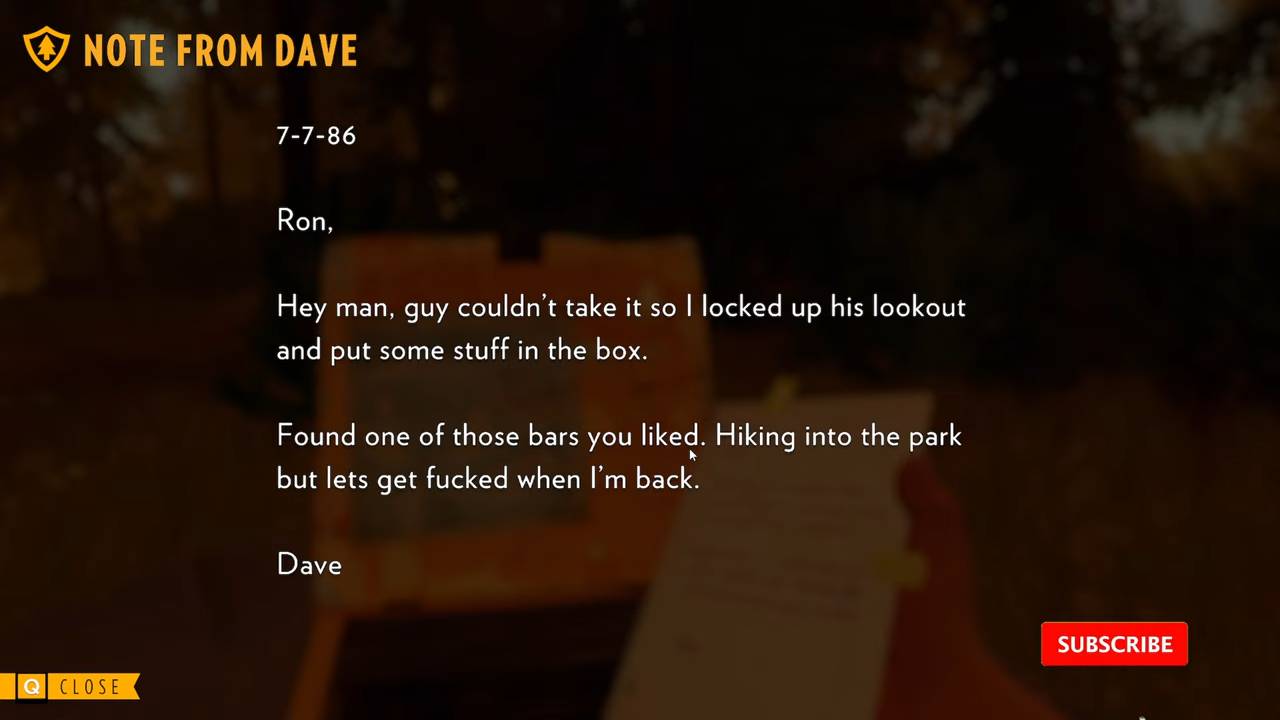 NOTE FROM DAVE
7-7-86
Ron,
Hey man, guy couldn't take it so I locked up his lookout
and put some stuff in the box.
Found one of those bars you liked. Hiking into the park
but lets get fucked when I'm back.
Dave
SUBSCRIBE
Q CLOSE